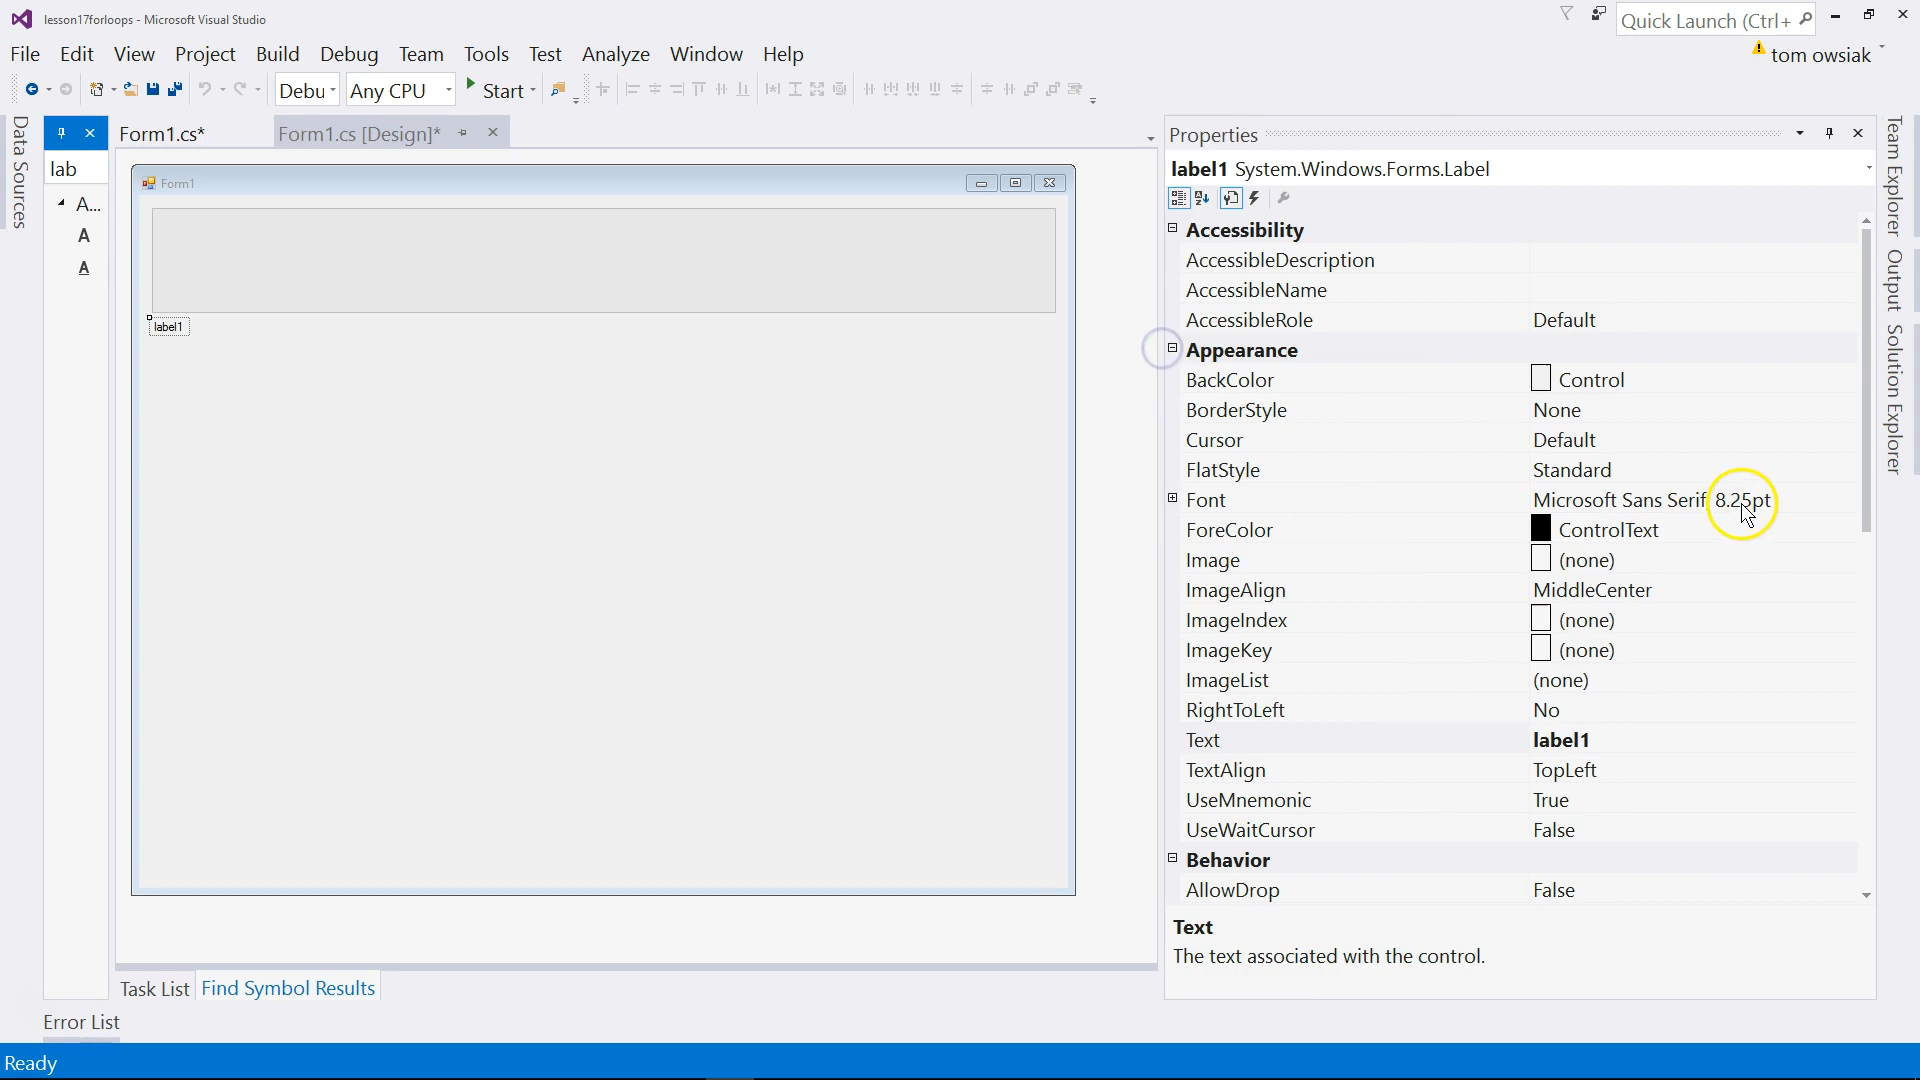 lesson17forloops - Microsoft Visual Studio
Quick Launch (Ctrl+
File Edit View Project Build Debug Team Tools Test Analyze Window Help
tom owsiak
Debu Any CPU Start
Data Sources
lab
A...
A
A
Form1.cs*
Form1.cs [Design]*
Form1
label1
Properties
label1 System.Windows.Forms.Label
Accessibility
AccessibleDescription
AccessibleName
AccessibleRole Default
Appearance
BackColor Control
BorderStyle None
Cursor Default
FlatStyle Standard
Font Microsoft Sans Serif 8.25pt
ForeColor ControlText
Image (none)
ImageAlign MiddleCenter
ImageIndex (none)
ImageKey (none)
ImageList (none)
RightToLeft No
Text label1
TextAlign TopLeft
UseMnemonic True
UseWaitCursor False
Behavior
AllowDrop False
Text
The text associated with the control.
Team Explorer
Output
Solution Explorer
Task List Find Symbol Results
Error List
Ready